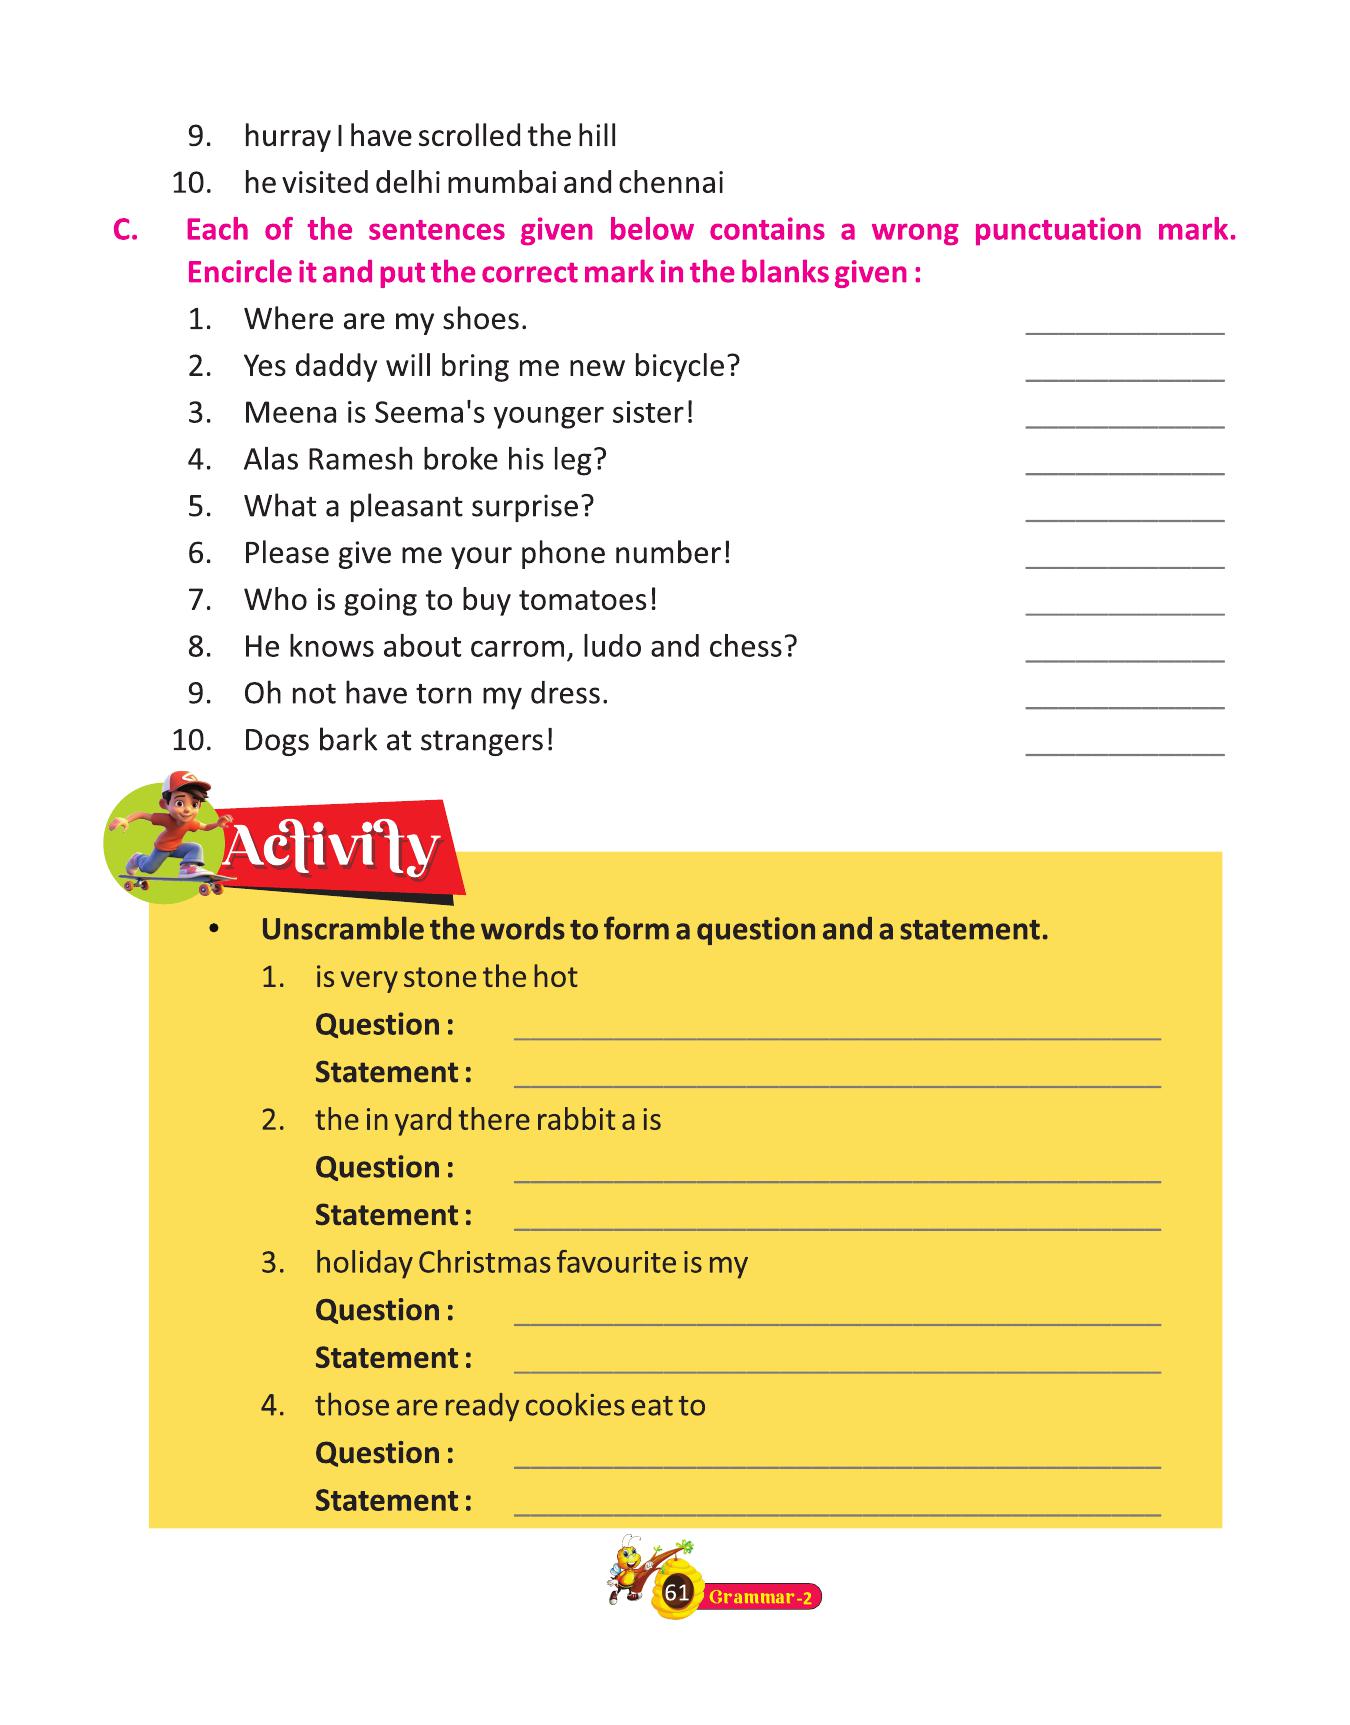 9. hurray I have scrolled the hill
10. he visited delhi mumbai and chennai
C. Each of the sentences given below contains a wrong punctuation mark.
Encircle it and put the correct mark in the blanks given :
1. Where are my shoes. ____________
2. Yes daddy will bring me new bicycle? ____________
3. Meena is Seema's younger sister! ____________
4. Alas Ramesh broke his leg? ____________
5. What a pleasant surprise? ____________
6. Please give me your phone number! ____________
7. Who is going to buy tomatoes! ____________
8. He knows about carrom, ludo and chess? ____________
9. Oh not have torn my dress. ____________
10. Dogs bark at strangers! ____________
Activity
• Unscramble the words to form a question and a statement.
1. is very stone the hot
Question : ____________
Statement : ____________
2. the in yard there rabbit a is
Question : ____________
Statement : ____________
3. holiday Christmas favourite is my
Question : ____________
Statement : ____________
4. those are ready cookies eat to
Question : ____________
Statement : ____________
61 Grammar-2